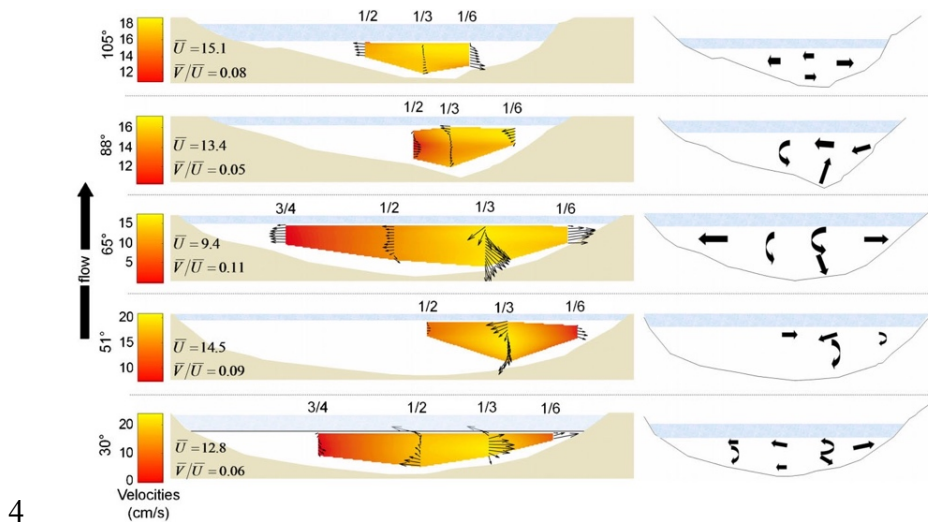 1/2 1/3 1/6
18
16
14
12
105°
U̅ = 15.1
V̅/U̅ = 0.08
1/2 1/3 1/6
16
14
12
88°
U̅ = 13.4
V̅/U̅ = 0.05
3/4 1/2 1/3 1/6
15
10
5
65°
U̅ = 9.4
V̅/U̅ = 0.11
flow
1/2 1/3 1/6
20
15
10
51°
U̅ = 14.5
V̅/U̅ = 0.09
3/4 1/2 1/3 1/6
20
10
0
30°
U̅ = 12.8
V̅/U̅ = 0.06
Velocities
(cm/s)
4